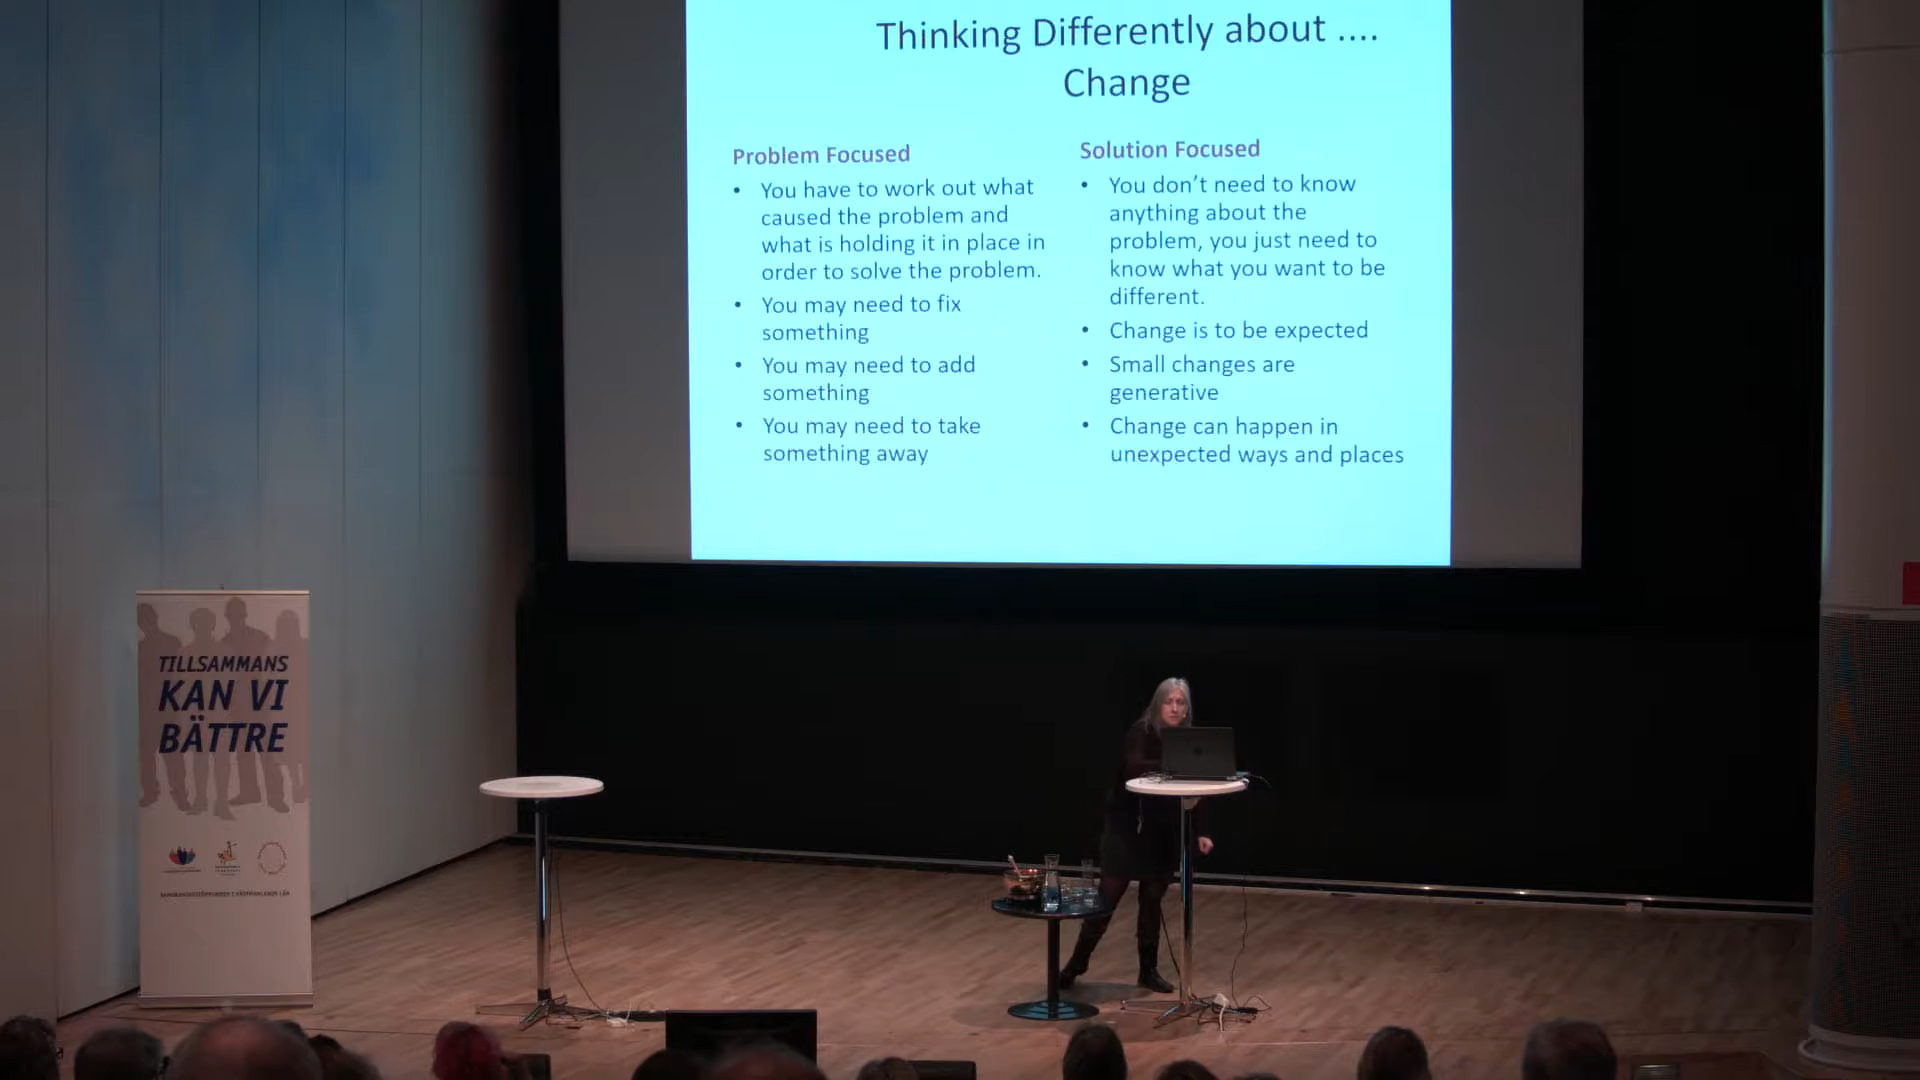 Thinking Differently about ....
Change
Problem Focused
• You have to work out what
caused the problem and
what is holding it in place in
order to solve the problem.
• You may need to fix
something
• You may need to add
something
• You may need to take
something away
Solution Focused
• You don’t need to know
anything about the
problem, you just need to
know what you want to be
different.
• Change is to be expected
• Small changes are
generative
• Change can happen in
unexpected ways and places
TILLSAMMANS
KAN VI
BÄTTRE